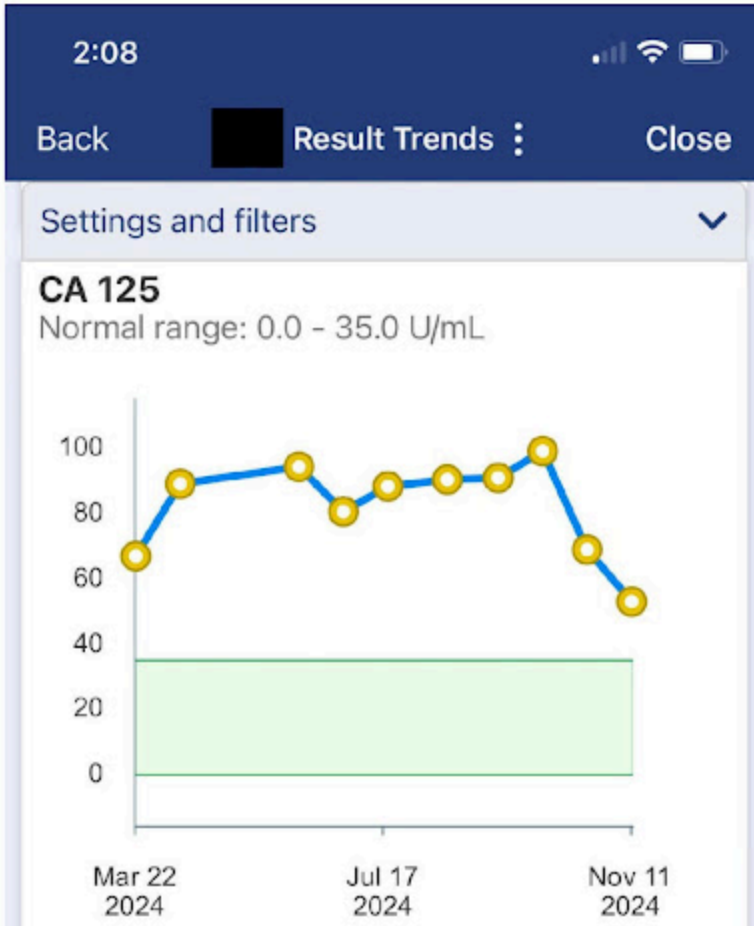 2:08
Back Result Trends Close
Settings and filters
CA 125
Normal range: 0.0 - 35.0 U/mL
100
80
60
40
20
0
Mar 22 Jul 17 Nov 11
2024 2024 2024